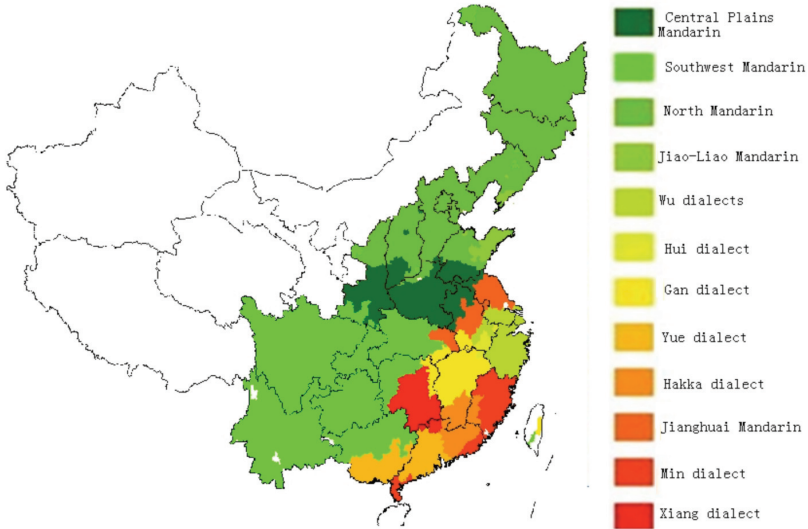 Central Plains
Mandarin
Southwest Mandarin
North Mandarin
Jiao-Liao Mandarin
Wu dialects
Hui dialect
Gan dialect
Yue dialect
Hakka dialect
Jianghuai Mandarin
Min dialect
Xiang dialect